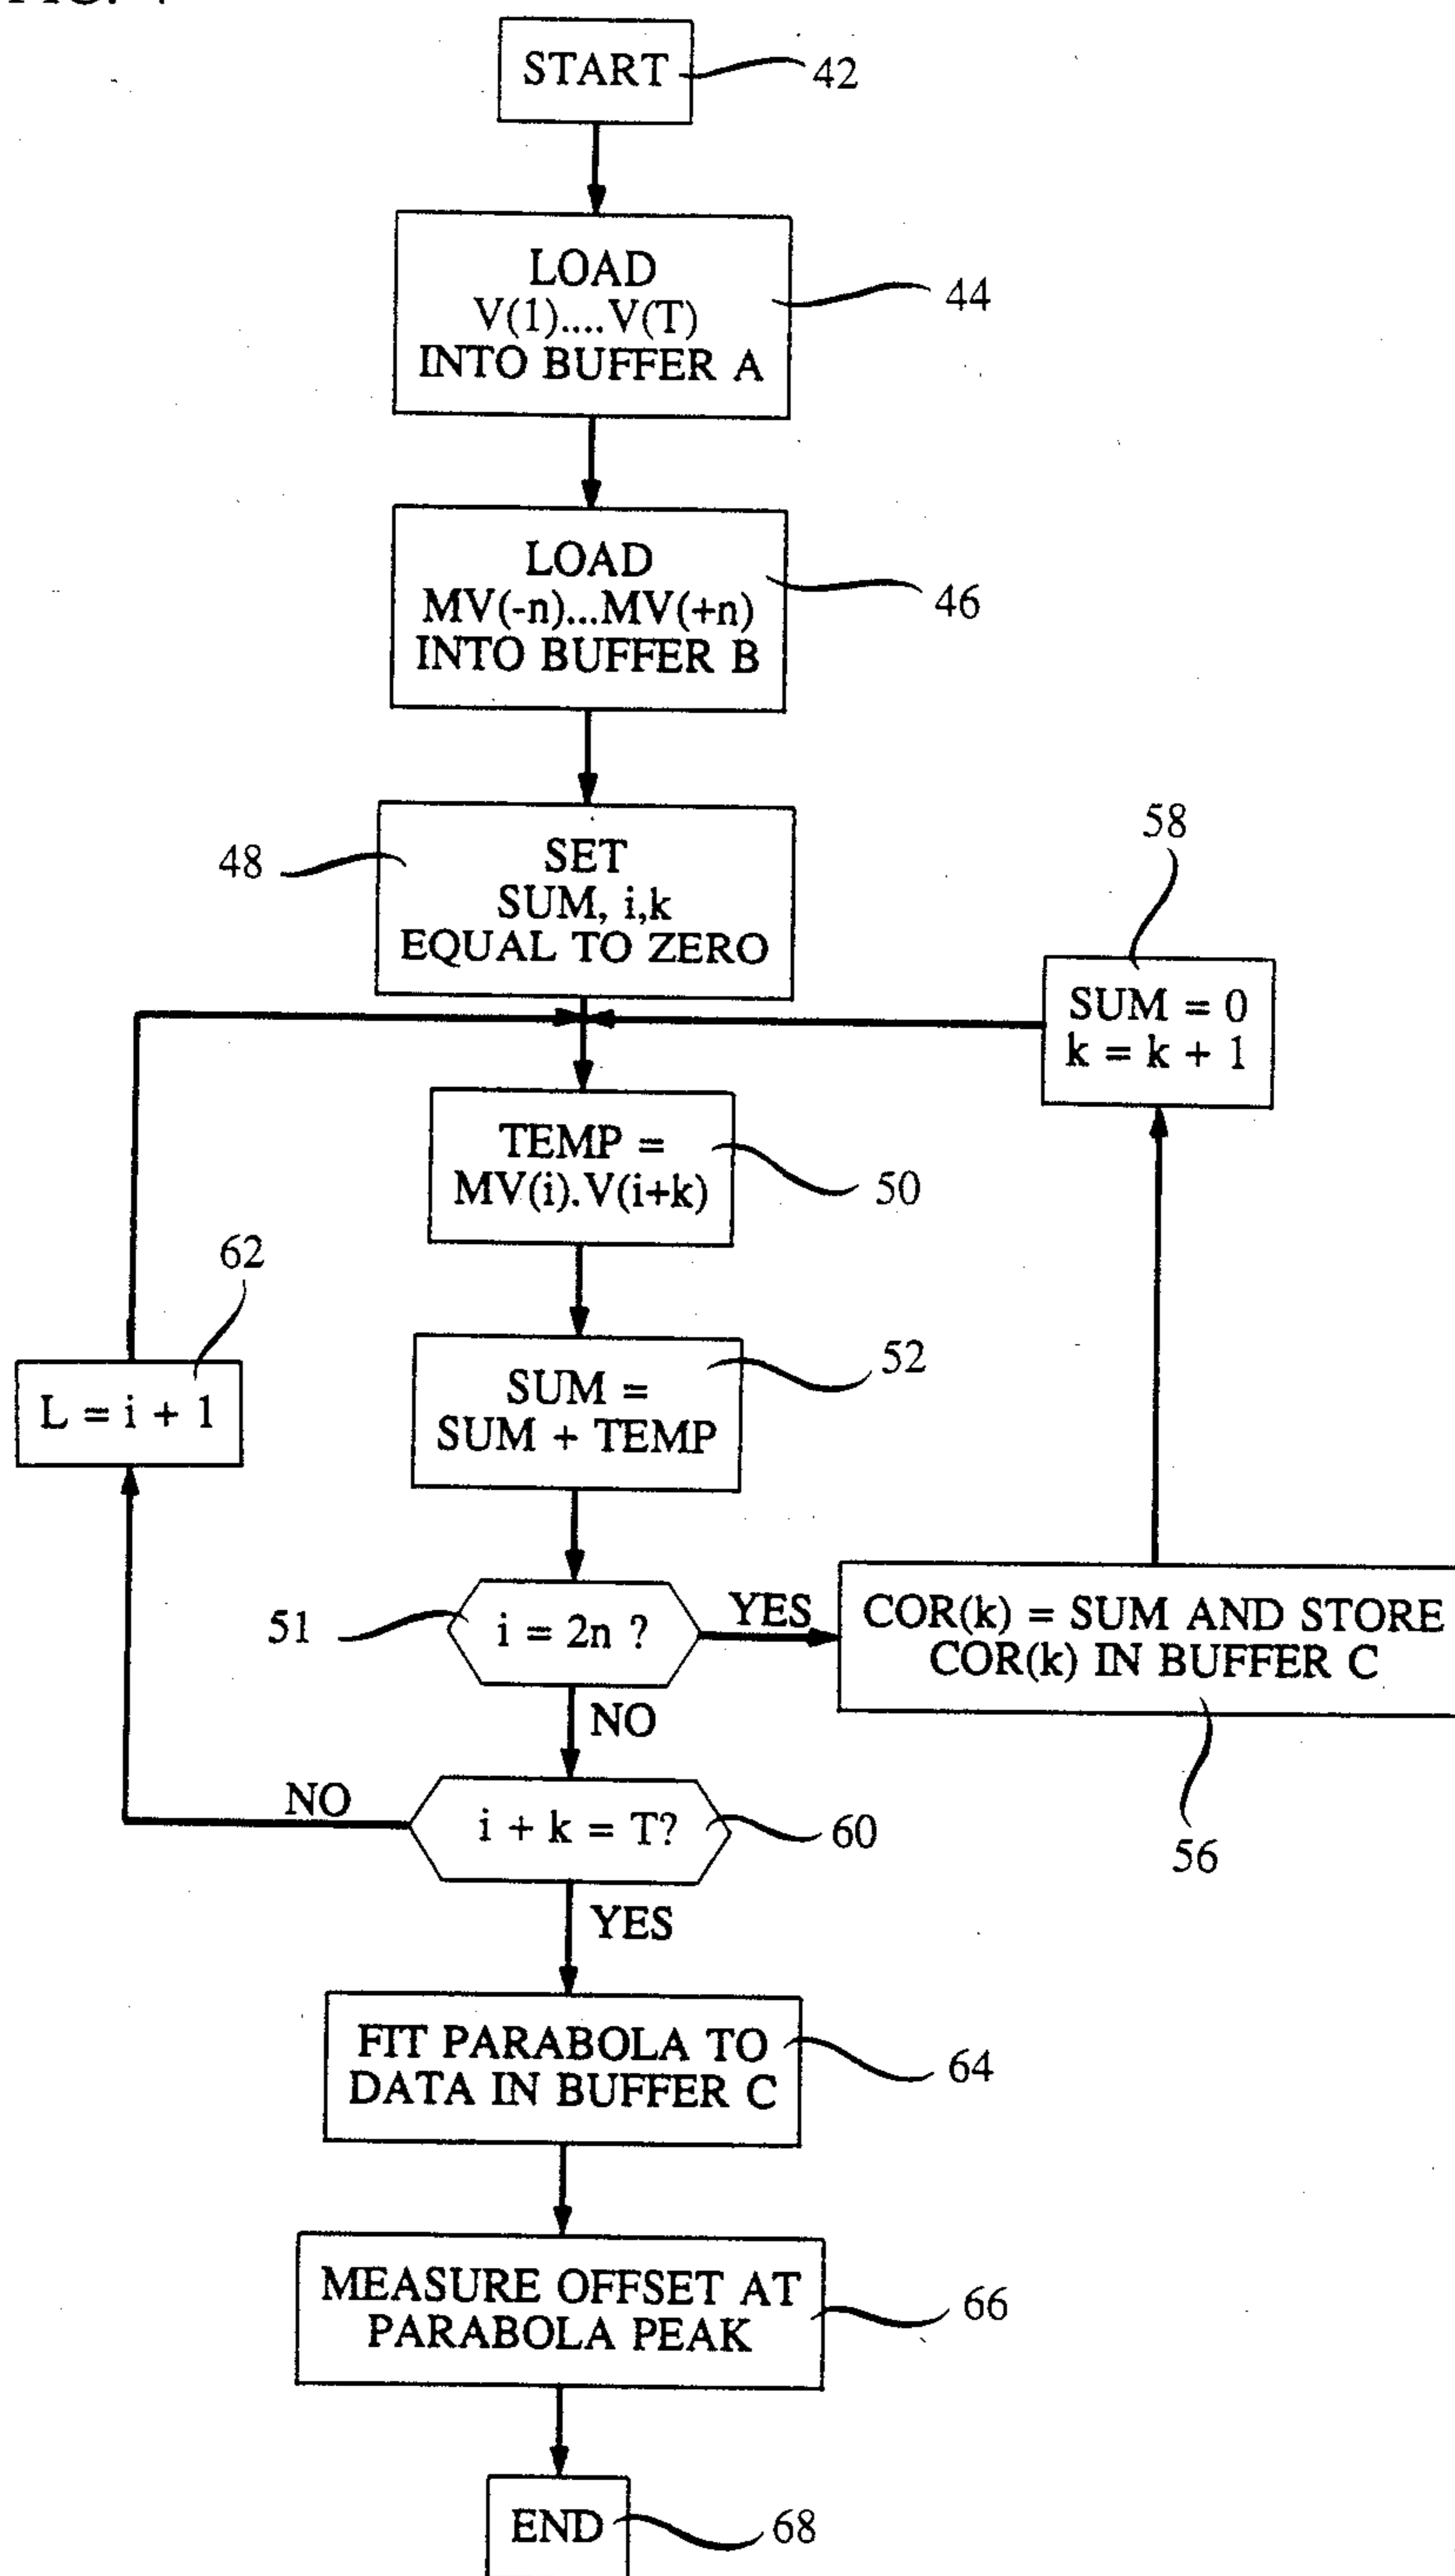 START
42
LOAD
V(1)....V(T)
INTO BUFFER A
44
LOAD
MV(-n)...MV(+n)
INTO BUFFER B
46
SET
SUM, i,k
EQUAL TO ZERO
48
58
SUM = 0
k = k + 1
TEMP =
MV(i).V(i+k)
50
62
L = i + 1
SUM =
SUM + TEMP
52
51
i = 2n ?
YES
COR(k) = SUM AND STORE
COR(k) IN BUFFER C
56
NO
NO
i + k = T?
60
YES
FIT PARABOLA TO
DATA IN BUFFER C
64
MEASURE OFFSET AT
PARABOLA PEAK
66
END
68